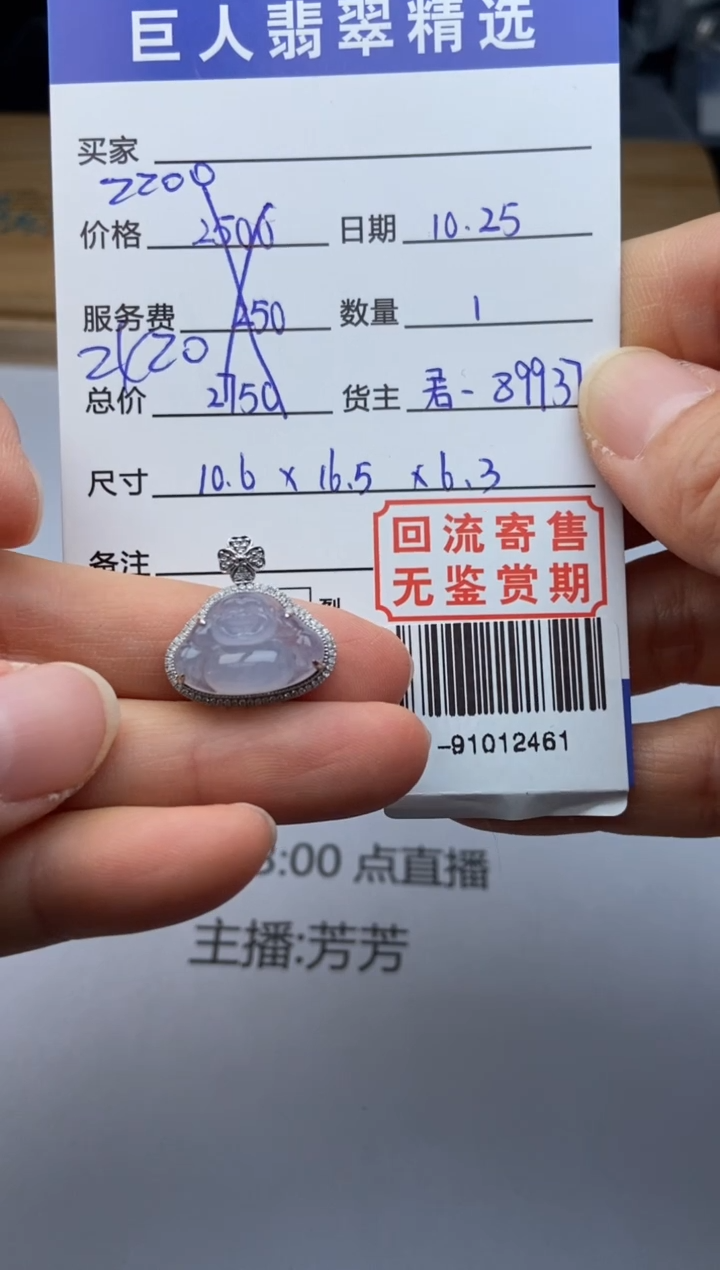 巨人翡翠精选
买家
2200
价格 2500 日期 10.25
服务费 250 数量 1
总价 2750 货主 君-89937
尺寸 10.6 x 16.5 x 6.3
备注
回流寄售
无鉴赏期
-91012461
:00 点直播
主播:芳芳